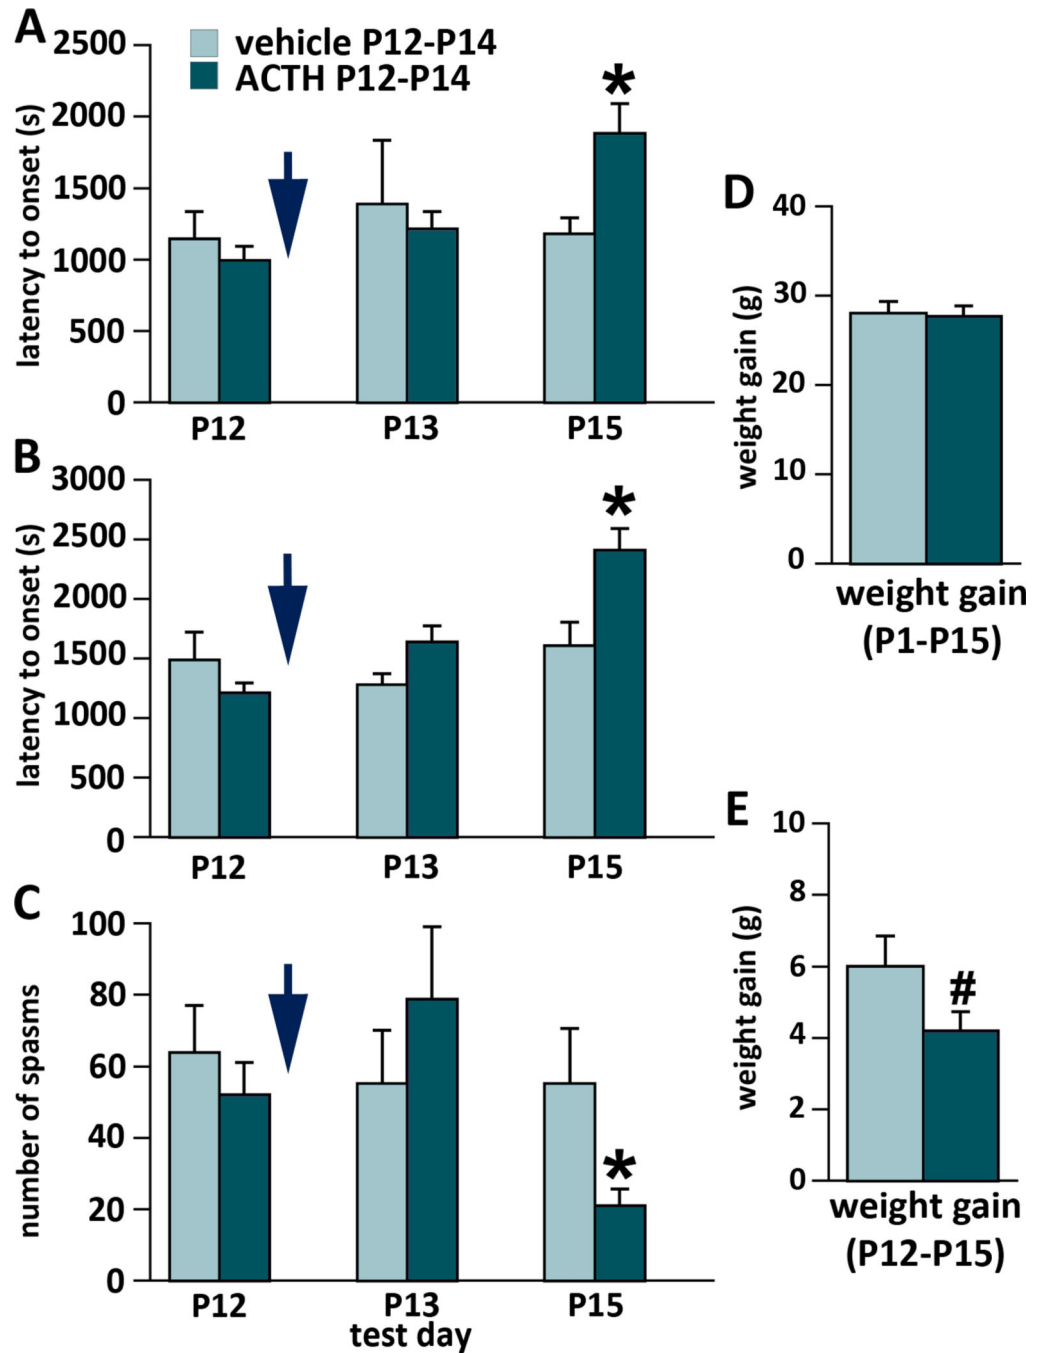 A
vehicle P12-P14
ACTH P12-P14
latency to onset (s)
2500
2000
1500
1000
500
0
*
P12
P13
P15
B
latency to onset (s)
3000
2500
2000
1500
1000
500
0
*
P12
P13
P15
C
number of spasms
100
80
60
40
20
0
*
P12
P13
P15
test day
D
weight gain (g)
40
30
20
10
0
weight gain
(P1-P15)
E
weight gain (g)
10
8
6
4
2
0
#
weight gain
(P12-P15)